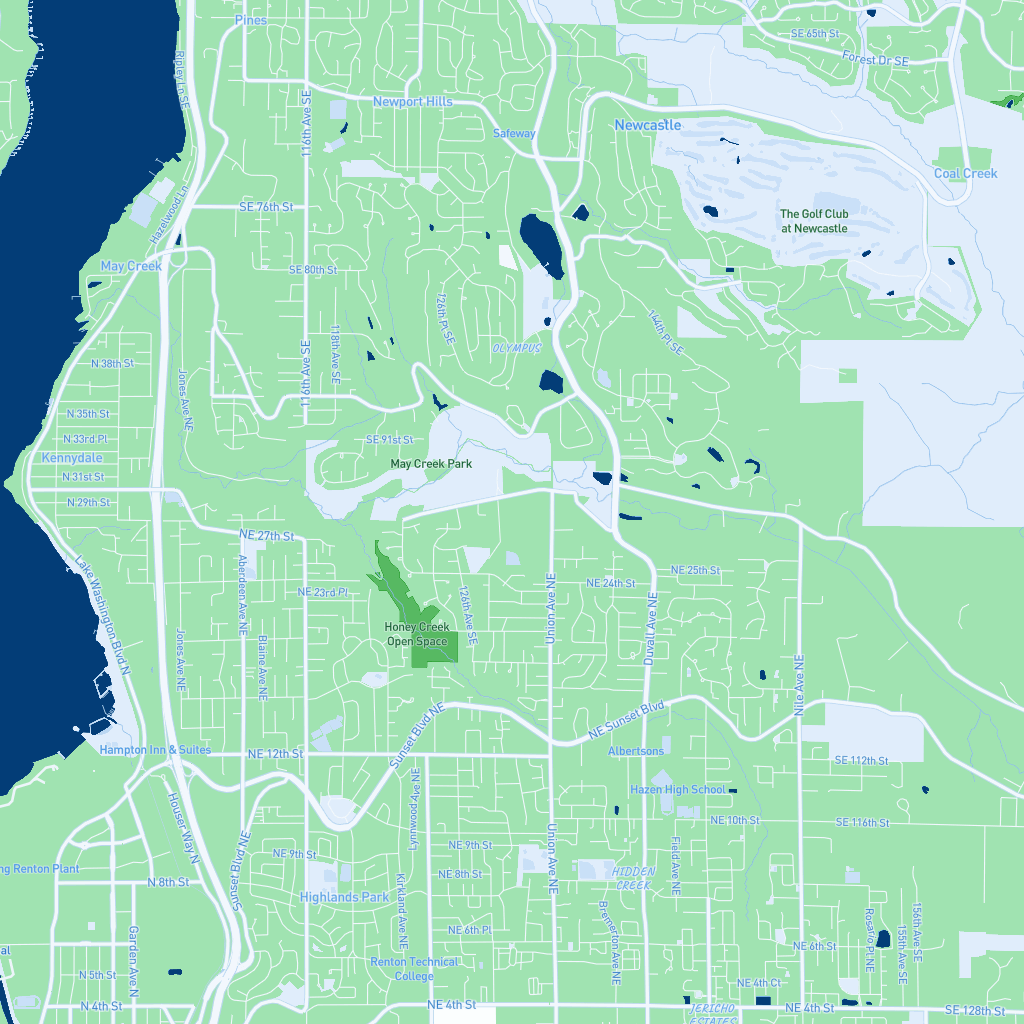 Pines
SE 65th St
Forest Dr SE
Ripley Ln SE
Newport Hills
116th Ave SE
Safeway
Newcastle
Coal Creek
Hazelwood Ln
SE 76th St
The Golf Club
at Newcastle
May Creek
SE 80th St
126th Pl SE
144th Pl SE
118th Ave SE
OLYMPUS
N 38th St
116th Ave SE
Jones Ave NE
N 35th St
N 33rd Pl
SE 91st St
Kennydale
May Creek Park
N 31st St
N 29th St
NE 27th St
Lake Washington Blvd N
Aberdeen Ave NE
NE 25th St
NE 24th St
NE 23rd Pl
126th Ave SE
Union Ave NE
Duvall Ave NE
Honey Creek
Open Space
Jones Ave NE
Blaine Ave NE
Nile Ave NE
Sunset Blvd NE
NE Sunset Blvd
Hampton Inn & Suites
NE 12th St
Albertsons
SE 112th St
Houser Way N
Lynnwood Ave NE
Hazen High School
NE 10th St
SE 116th St
Sunset Blvd NE
NE 9th St
NE 9th St
Union Ave NE
Field Ave NE
ng Renton Plant
N 8th St
NE 8th St
HIDDEN
CREEK
Highlands Park
Kirkland Ave NE
Bremerton Ave NE
Rosario Pl NE
155th Ave SE
156th Ave SE
NE 6th Pl
NE 6th St
al
Garden Ave N
N 5th St
Renton Technical
College
NE 4th Ct
N 4th St
NE 4th St
JERICHO
ESTATES
NE 4th St
SE 128th St